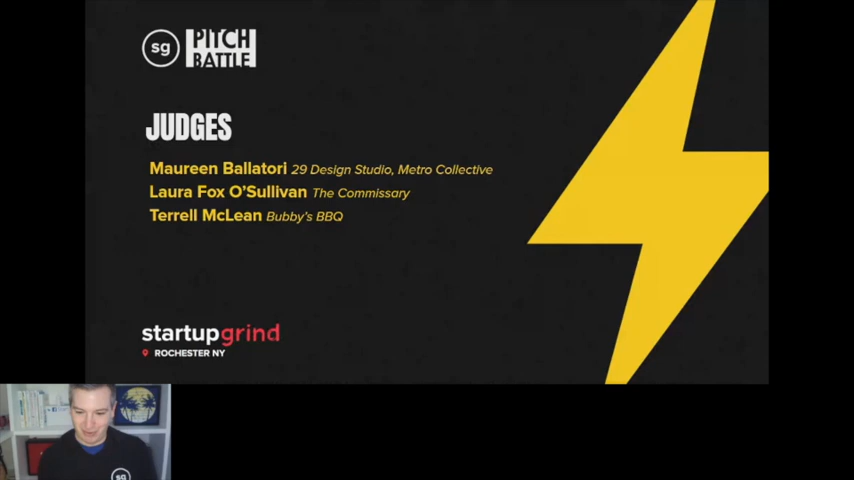 sg PITCH BATTLE
JUDGES
Maureen Ballatori 29 Design Studio, Metro Collective
Laura Fox O’Sullivan The Commissary
Terrell McLean Bubby’s BBQ
startupgrind
ROCHESTER NY
sg